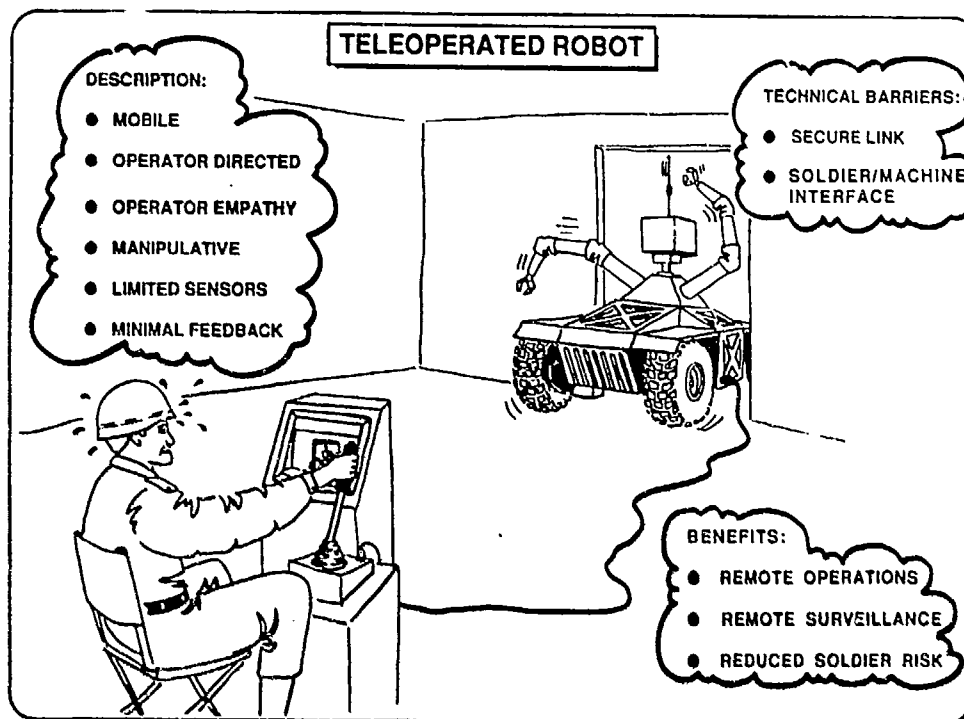 TELEOPERATED ROBOT
DESCRIPTION:
● MOBILE
● OPERATOR DIRECTED
● OPERATOR EMPATHY
● MANIPULATIVE
● LIMITED SENSORS
● MINIMAL FEEDBACK
TECHNICAL BARRIERS:
● SECURE LINK
● SOLDIER/MACHINE
INTERFACE
BENEFITS:
● REMOTE OPERATIONS
● REMOTE SURVEILLANCE
● REDUCED SOLDIER RISK